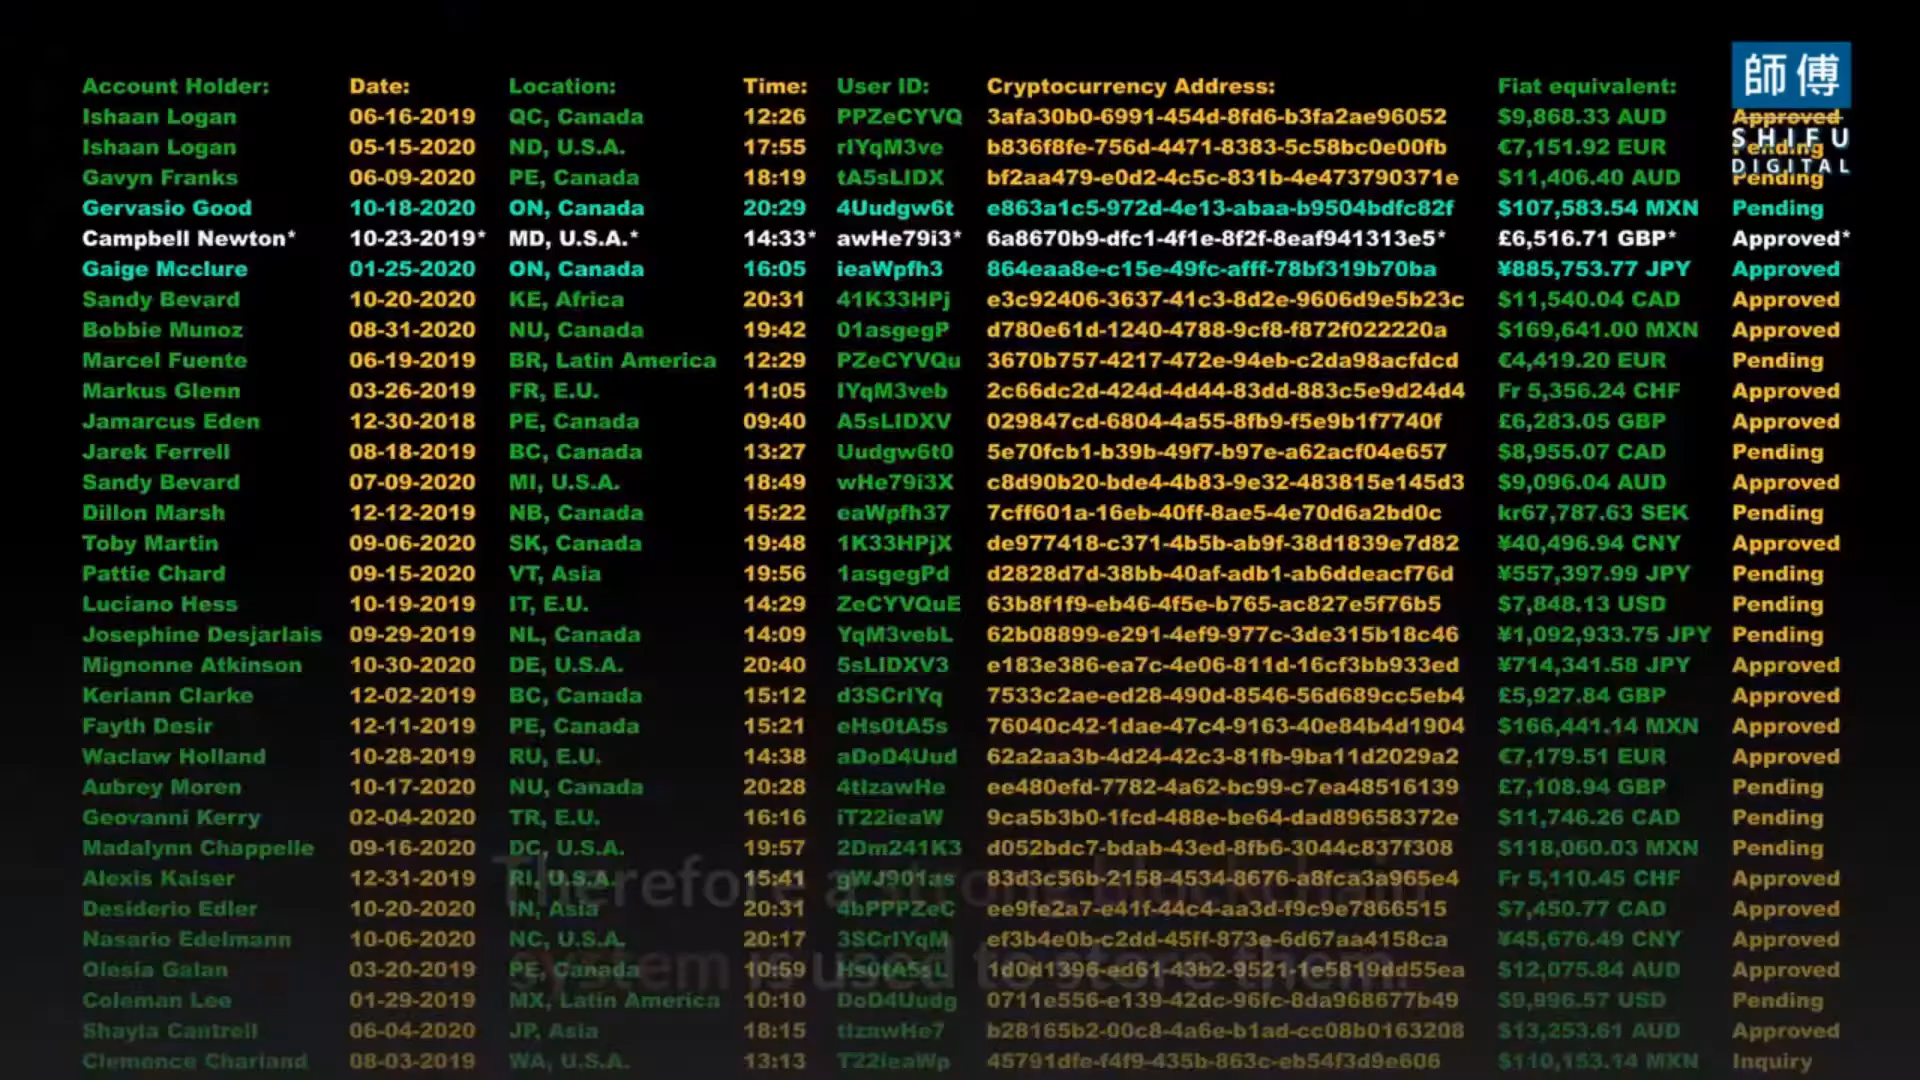 師傅
SHIFU
DIGITAL
Account Holder: Date: Location: Time: User ID: Cryptocurrency Address: Fiat equivalent:
Ishaan Logan 06-16-2019 QC, Canada 12:26 PPZeCYVQ 3afa30b0-6991-454d-8fd6-b3fa2ae96052 $9,868.33 AUD Approved
Ishaan Logan 05-15-2020 ND, U.S.A. 17:55 rIYqM3ve b836f8fe-756d-4471-8383-5c58bc0e00fb €7,151.92 EUR Pending
Gavyn Franks 06-09-2020 PE, Canada 18:19 tA5sLIDX bf2aa479-e0d2-4c5c-831b-4e473790371e $11,406.40 AUD Pending
Gervasio Good 10-18-2020 ON, Canada 20:29 4Uudgw6t e863a1c5-972d-4e13-abaa-b9504bdfc82f $107,583.54 MXN Pending
Campbell Newton* 10-23-2019* MD, U.S.A.* 14:33* awHe79i3* 6a8670b9-dfc1-4f1e-8f2f-8eaf941313e5* £6,516.71 GBP* Approved*
Gaige Mcclure 01-25-2020 ON, Canada 16:05 ieaWpfh3 864eaa8e-c15e-49fc-afff-78bf319b70ba ¥885,753.77 JPY Approved
Sandy Bevard 10-20-2020 KE, Africa 20:31 41K33HPj e3c92406-3637-41c3-8d2e-9606d9e5b23c $11,540.04 CAD Approved
Bobbie Munoz 08-31-2020 NU, Canada 19:42 01asgegP d780e61d-1240-4788-9cf8-f872f022220a $169,641.00 MXN Approved
Marcel Fuente 06-19-2019 BR, Latin America 12:29 PZeCYVQu 3670b757-4217-472e-94eb-c2da98acfdcd €4,419.20 EUR Pending
Markus Glenn 03-26-2019 FR, E.U. 11:05 IYqM3veb 2c66dc2d-424d-4d44-83dd-883c5e9d24d4 Fr 5,356.24 CHF Approved
Jamarcus Eden 12-30-2018 PE, Canada 09:40 A5sLIDXV 029847cd-6804-4a55-8fb9-f5e9b1f7740f £6,283.05 GBP Approved
Jarek Ferrell 08-18-2019 BC, Canada 13:27 Uudgw6t0 5e70fcb1-b39b-49f7-b97e-a62acf04e657 $8,955.07 CAD Pending
Sandy Bevard 07-09-2020 MI, U.S.A. 18:49 wHe79i3X c8d90b20-bde4-4b83-9e32-483815e145d3 $9,096.04 AUD Approved
Dillon Marsh 12-12-2019 NB, Canada 15:22 eaWpfh37 7cff601a-16eb-40ff-8ae5-4e70d6a2bd0c kr67,787.63 SEK Pending
Toby Martin 09-06-2020 SK, Canada 19:48 1K33HPjX de977418-c371-4b5b-ab9f-38d1839e7d82 ¥40,496.94 CNY Approved
Pattie Chard 09-15-2020 VT, Asia 19:56 1asgegPd d2828d7d-38bb-40af-adb1-ab6ddeacf76d ¥557,397.99 JPY Pending
Luciano Hess 10-19-2019 IT, E.U. 14:29 ZeCYVQuE 63b8f1f9-eb46-4f5e-b765-ac827e5f76b5 $7,848.13 USD Pending
Josephine Desjarlais 09-29-2019 NL, Canada 14:09 YqM3vebL 62b08899-e291-4ef9-977c-3de315b18c46 ¥1,092,933.75 JPY Pending
Mignonne Atkinson 10-30-2020 DE, U.S.A. 20:40 5sLIDXV3 e183e386-ea7c-4e06-811d-16cf3bb933ed ¥714,341.58 JPY Approved
Keriann Clarke 12-02-2019 BC, Canada 15:12 d3SCrIYq 7533c2ae-ed28-490d-8546-56d689cc5eb4 £5,927.84 GBP Approved
Fayth Desir 12-11-2019 PE, Canada 15:21 eHs0tA5s 76040c42-1dae-47c4-9163-40e84b4d1904 $166,441.14 MXN Approved
Waclaw Holland 10-28-2019 RU, E.U. 14:38 aDoD4Uud 62a2aa3b-4d24-42c3-81fb-9ba11d2029a2 €7,179.51 EUR Approved
Aubrey Moren 10-17-2020 NU, Canada 20:28 4tIzawHe ee480efd-7782-4a62-bc99-c7ea48516139 £7,108.94 GBP Pending
Geovanni Kerry 02-04-2020 TR, E.U. 16:16 iT22ieaW 9ca5b3b0-1fcd-488e-be64-dad89658372e $11,746.26 CAD Pending
Madalynn Chappelle 09-16-2020 DC, U.S.A. 19:57 2Dm241K3 d052bdc7-bdab-43ed-8fb6-3044c837f308 $118,060.03 MXN Pending
Alexis Kaiser 12-31-2019 RI, U.S.A. 15:41 gWJ901as 83d3c56b-2158-4534-8676-a8fca3a965e4 Fr 5,110.45 CHF Approved
Desiderio Edler 10-20-2020 IN, Asia 20:31 4bPPPZeC ee9fe2a7-e41f-44c4-aa3d-f9c9e7866515 $7,450.77 CAD Approved
Nasario Edelmann 10-06-2020 NC, U.S.A. 20:17 3SCrIYqM ef3b4e0b-c2dd-45ff-873e-6d67aa4158ca ¥45,676.49 CNY Approved
Olesia Galan 03-20-2019 PE, Canada 10:59 Hs0tA5sL 1d0d1396-ed61-43b2-9521-1e5819dd55ea $12,075.84 AUD Approved
Coleman Lee 01-29-2019 MX, Latin America 10:10 DoD4Uudg 0711e556-e139-42dc-96fc-8da968677b49 $9,996.57 USD Pending
Shayla Cantrell 06-04-2020 JP, Asia 18:15 tIzawHe7 b28165b2-00c8-4a6e-b1ad-cc08b0163208 $13,253.61 AUD Approved
Clemence Charland 08-03-2019 WA, U.S.A. 13:13 T22ieaWp 45791dfe-f4f9-435b-863c-eb54f3d9e606 $110,153.14 MXN Inquiry
Therefore a strong blockchain
system is used to store them.